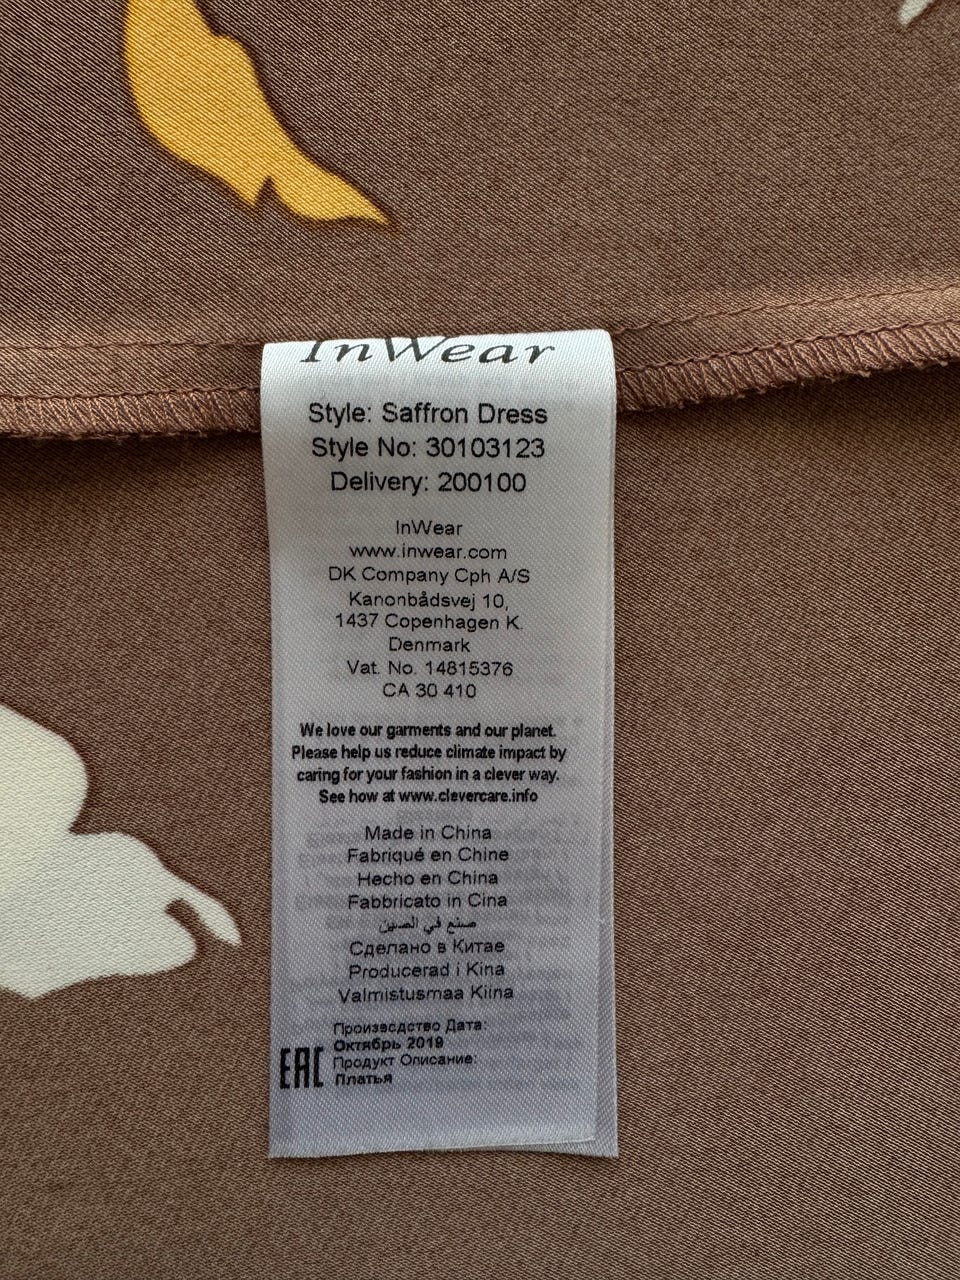 InWear
Style: Saffron Dress
Style No: 30103123
Delivery: 200100
InWear
www.inwear.com
DK Company Cph A/S
Kanonbådsvej 10,
1437 Copenhagen K.
Denmark
Vat. No. 14815376
CA 30 410
We love our garments and our planet.
Please help us reduce climate impact by
caring for your fashion in a clever way.
See how at www.clevercare.info
Made in China
Fabriqué en Chine
Hecho en China
Fabbricato in Cina
صنع في الصين
Сделано в Китае
Producerad i Kina
Valmistusmaa Kiina
Произведство Дата:
Октябрь 2019
EAC Продукт Описание:
Платья